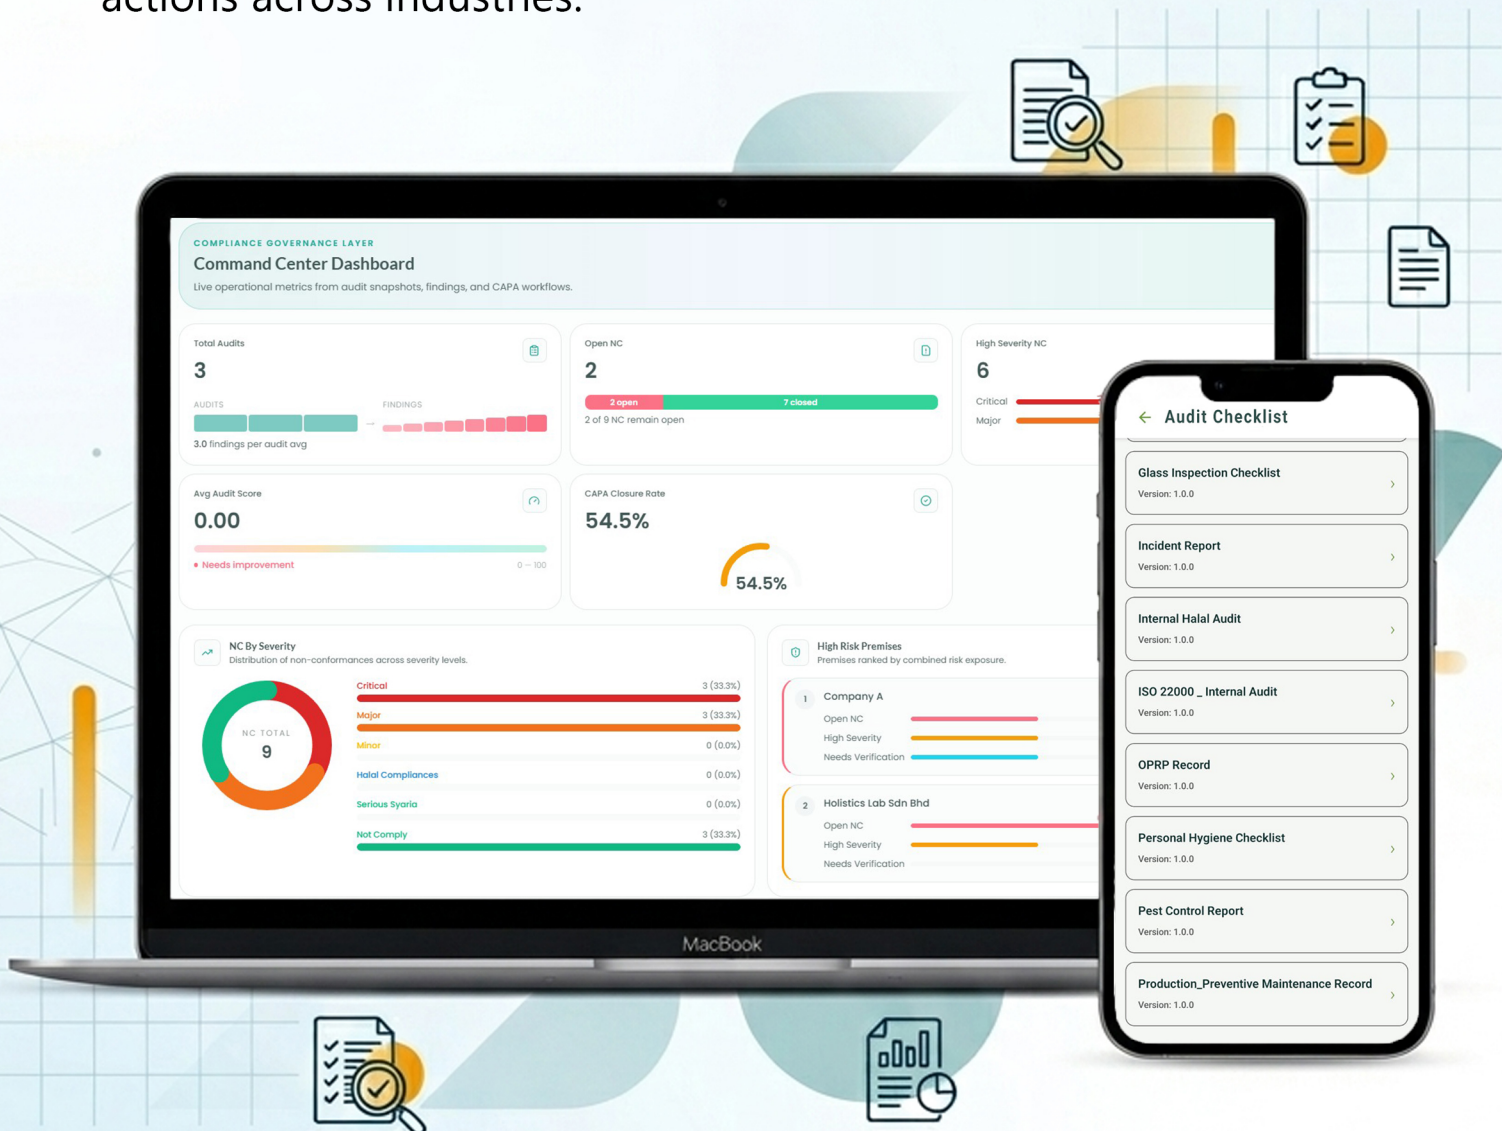 actions across industries.
COMPLIANCE GOVERNANCE LAYER
Command Center Dashboard
Live operational metrics from audit snapshots, findings, and CAPA workflows.
Total Audits
3
AUDITS
FINDINGS
→
3.0 findings per audit avg
Open NC
2
2 open
7 closed
2 of 9 NC remain open
High Severity NC
6
Critical
Major
Avg Audit Score
0.00
• Needs improvement
0 — 100
CAPA Closure Rate
54.5%
54.5%
NC By Severity
Distribution of non-conformances across severity levels.
NC TOTAL
9
Critical 3 (33.3%)
Major 3 (33.3%)
Minor 0 (0.0%)
Halal Compliances 0 (0.0%)
Serious Syaria 0 (0.0%)
Not Comply 3 (33.3%)
High Risk Premises
Premises ranked by combined risk exposure.
1 Company A
Open NC
High Severity
Needs Verification
2 Holistics Lab Sdn Bhd
Open NC
High Severity
Needs Verification
MacBook
← Audit Checklist
Glass Inspection Checklist
Version: 1.0.0
Incident Report
Version: 1.0.0
Internal Halal Audit
Version: 1.0.0
ISO 22000 _ Internal Audit
Version: 1.0.0
OPRP Record
Version: 1.0.0
Personal Hygiene Checklist
Version: 1.0.0
Pest Control Report
Version: 1.0.0
Production_Preventive Maintenance Record
Version: 1.0.0